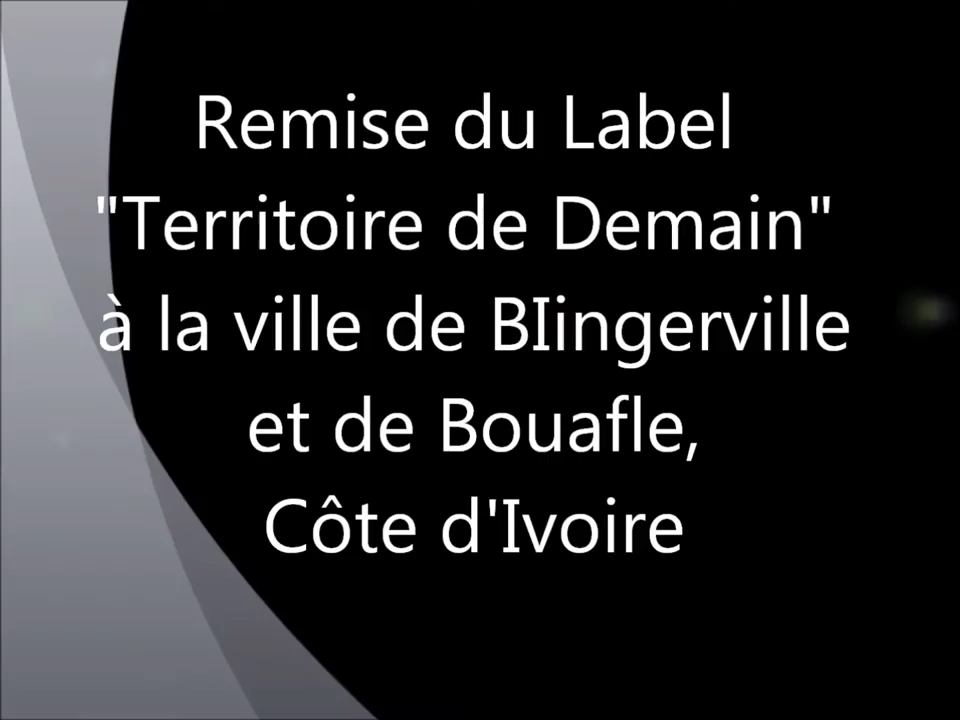 Remise du Label
"Territoire de Demain"
à la ville de BIingerville
et de Bouafle,
Côte d'Ivoire